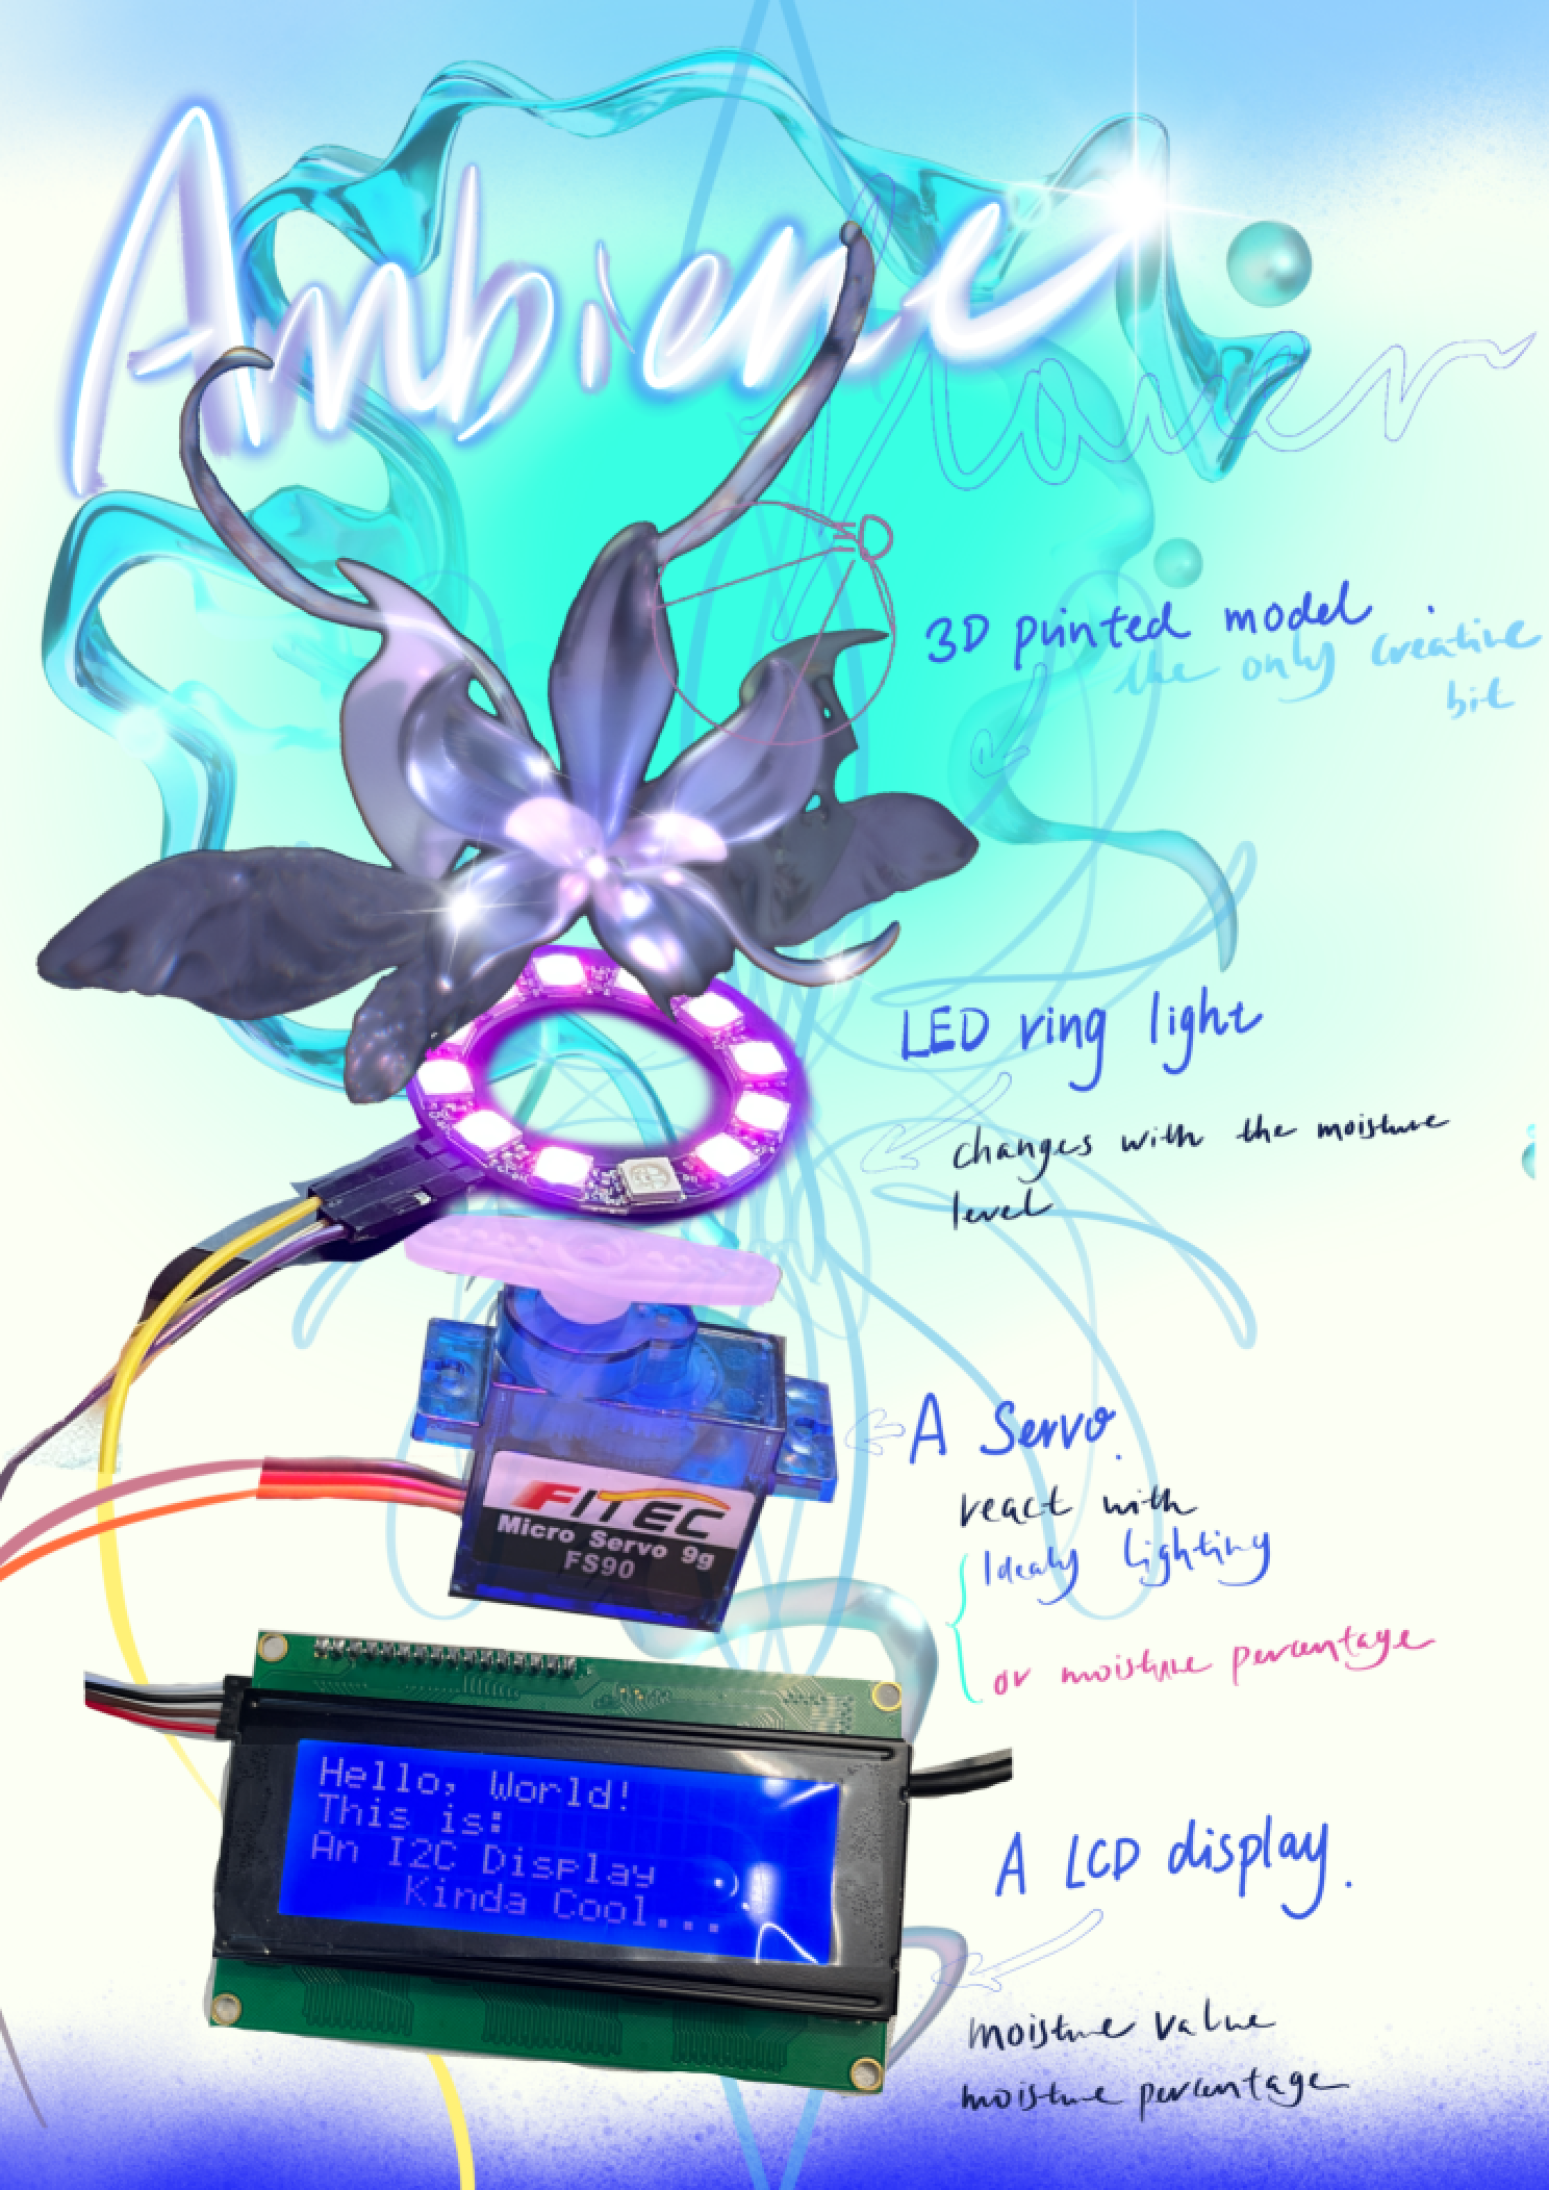 Ambience
flower
3D printed model
the only creative
bit
LED ring light
changes with the moisture
level
A Servo.
react with
Idealy lighting
or moisture percentage
FITEC
Micro Servo 9g
FS90
Hello, World!
This is:
An I2C Display
Kinda Cool...
A LCD display.
moisture value
moisture percentage